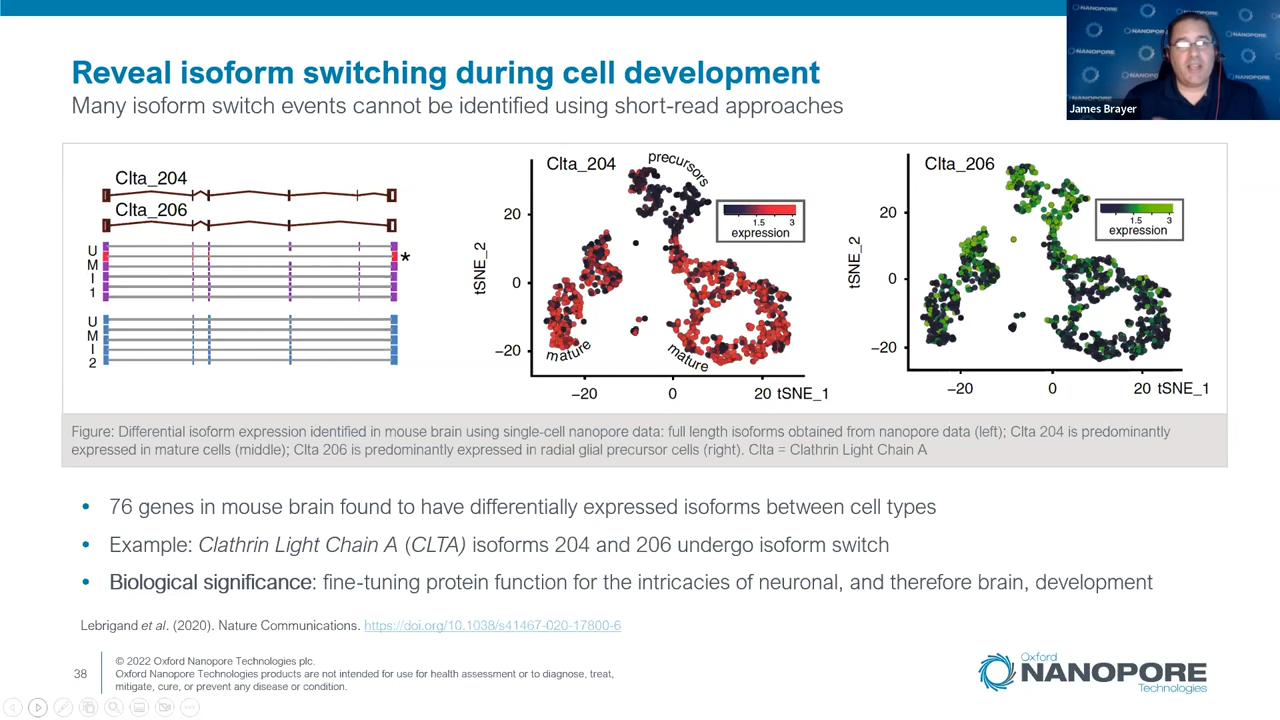 Reveal isoform switching during cell development
Many isoform switch events cannot be identified using short-read approaches
NANOPORE
James Brayer
Clta_204
Clta_206
U
M
I
1
*
U
M
I
2
Clta_204
precursors
1.5 3
expression
tSNE_2
20
0
−20
mature
mature
−20 0 20 tSNE_1
Clta_206
1.5 3
expression
tSNE_2
20
0
−20
−20 0 20 tSNE_1
Figure: Differential isoform expression identified in mouse brain using single-cell nanopore data: full length isoforms obtained from nanopore data (left); Clta 204 is predominantly
expressed in mature cells (middle); Clta 206 is predominantly expressed in radial glial precursor cells (right). Clta = Clathrin Light Chain A
• 76 genes in mouse brain found to have differentially expressed isoforms between cell types
• Example: Clathrin Light Chain A (CLTA) isoforms 204 and 206 undergo isoform switch
• Biological significance: fine-tuning protein function for the intricacies of neuronal, and therefore brain, development
Lebrigand et al. (2020). Nature Communications. https://doi.org/10.1038/s41467-020-17800-6
38
© 2022 Oxford Nanopore Technologies plc.
Oxford Nanopore Technologies products are not intended for use for health assessment or to diagnose, treat,
mitigate, cure, or prevent any disease or condition.
Oxford
NANOPORE
Technologies